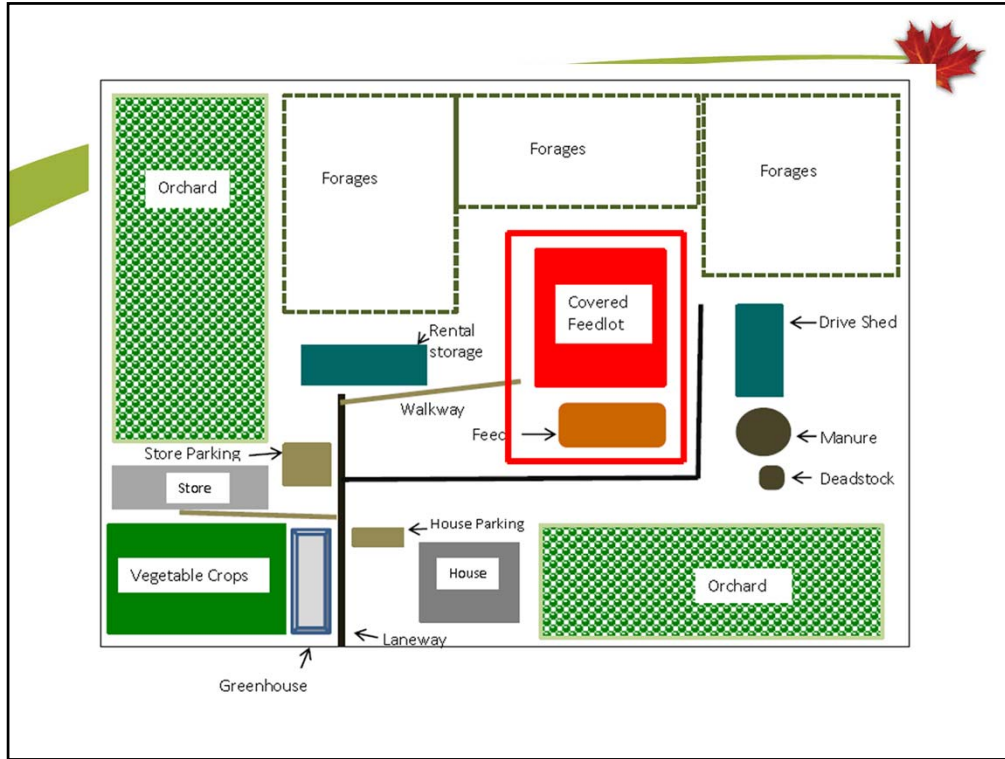 Orchard
Forages
Forages
Forages
Covered
Feedlot
Rental
storage
Drive Shed
Walkway
Feed
Manure
Store Parking
Deadstock
Store
House Parking
Vegetable Crops
House
Orchard
Laneway
Greenhouse